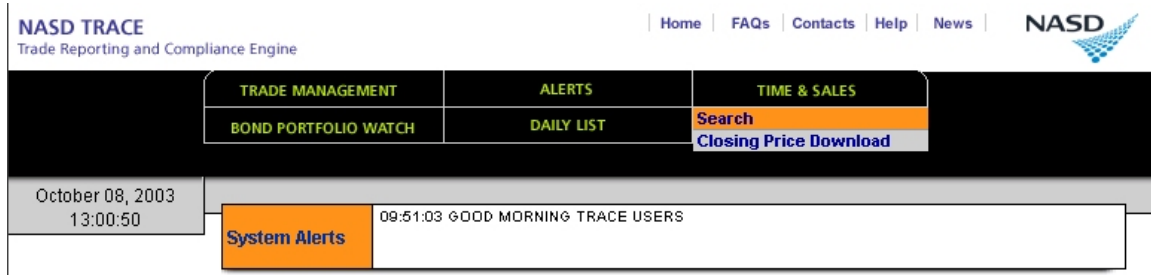 NASD TRACE
Trade Reporting and Compliance Engine
Home FAQs Contacts Help News
NASD
TRADE MANAGEMENT ALERTS TIME & SALES
BOND PORTFOLIO WATCH DAILY LIST Search
Closing Price Download
October 08, 2003
13:00:50
09:51:03 GOOD MORNING TRACE USERS
System Alerts